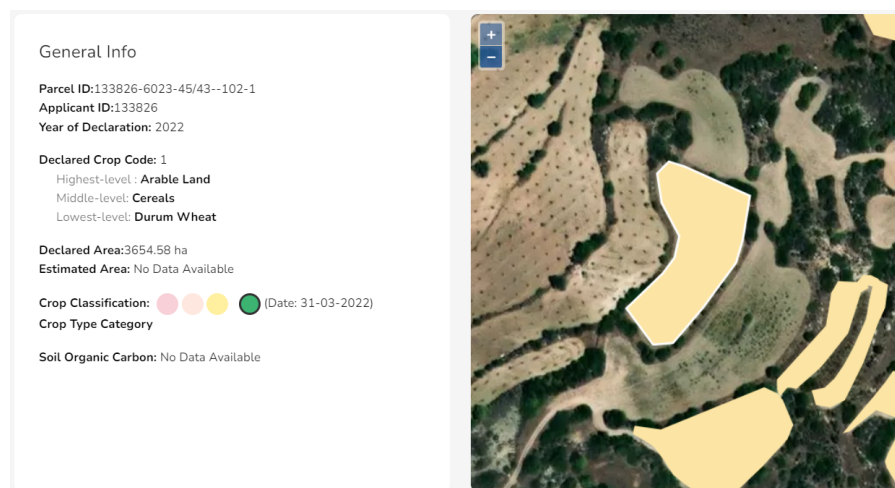 General Info
Parcel ID:133826-6023-45/43--102-1
Applicant ID:133826
Year of Declaration: 2022
Declared Crop Code: 1
Highest-level : Arable Land
Middle-level: Cereals
Lowest-level: Durum Wheat
Declared Area:3654.58 ha
Estimated Area: No Data Available
Crop Classification: (Date: 31-03-2022)
Crop Type Category
Soil Organic Carbon: No Data Available
+
−